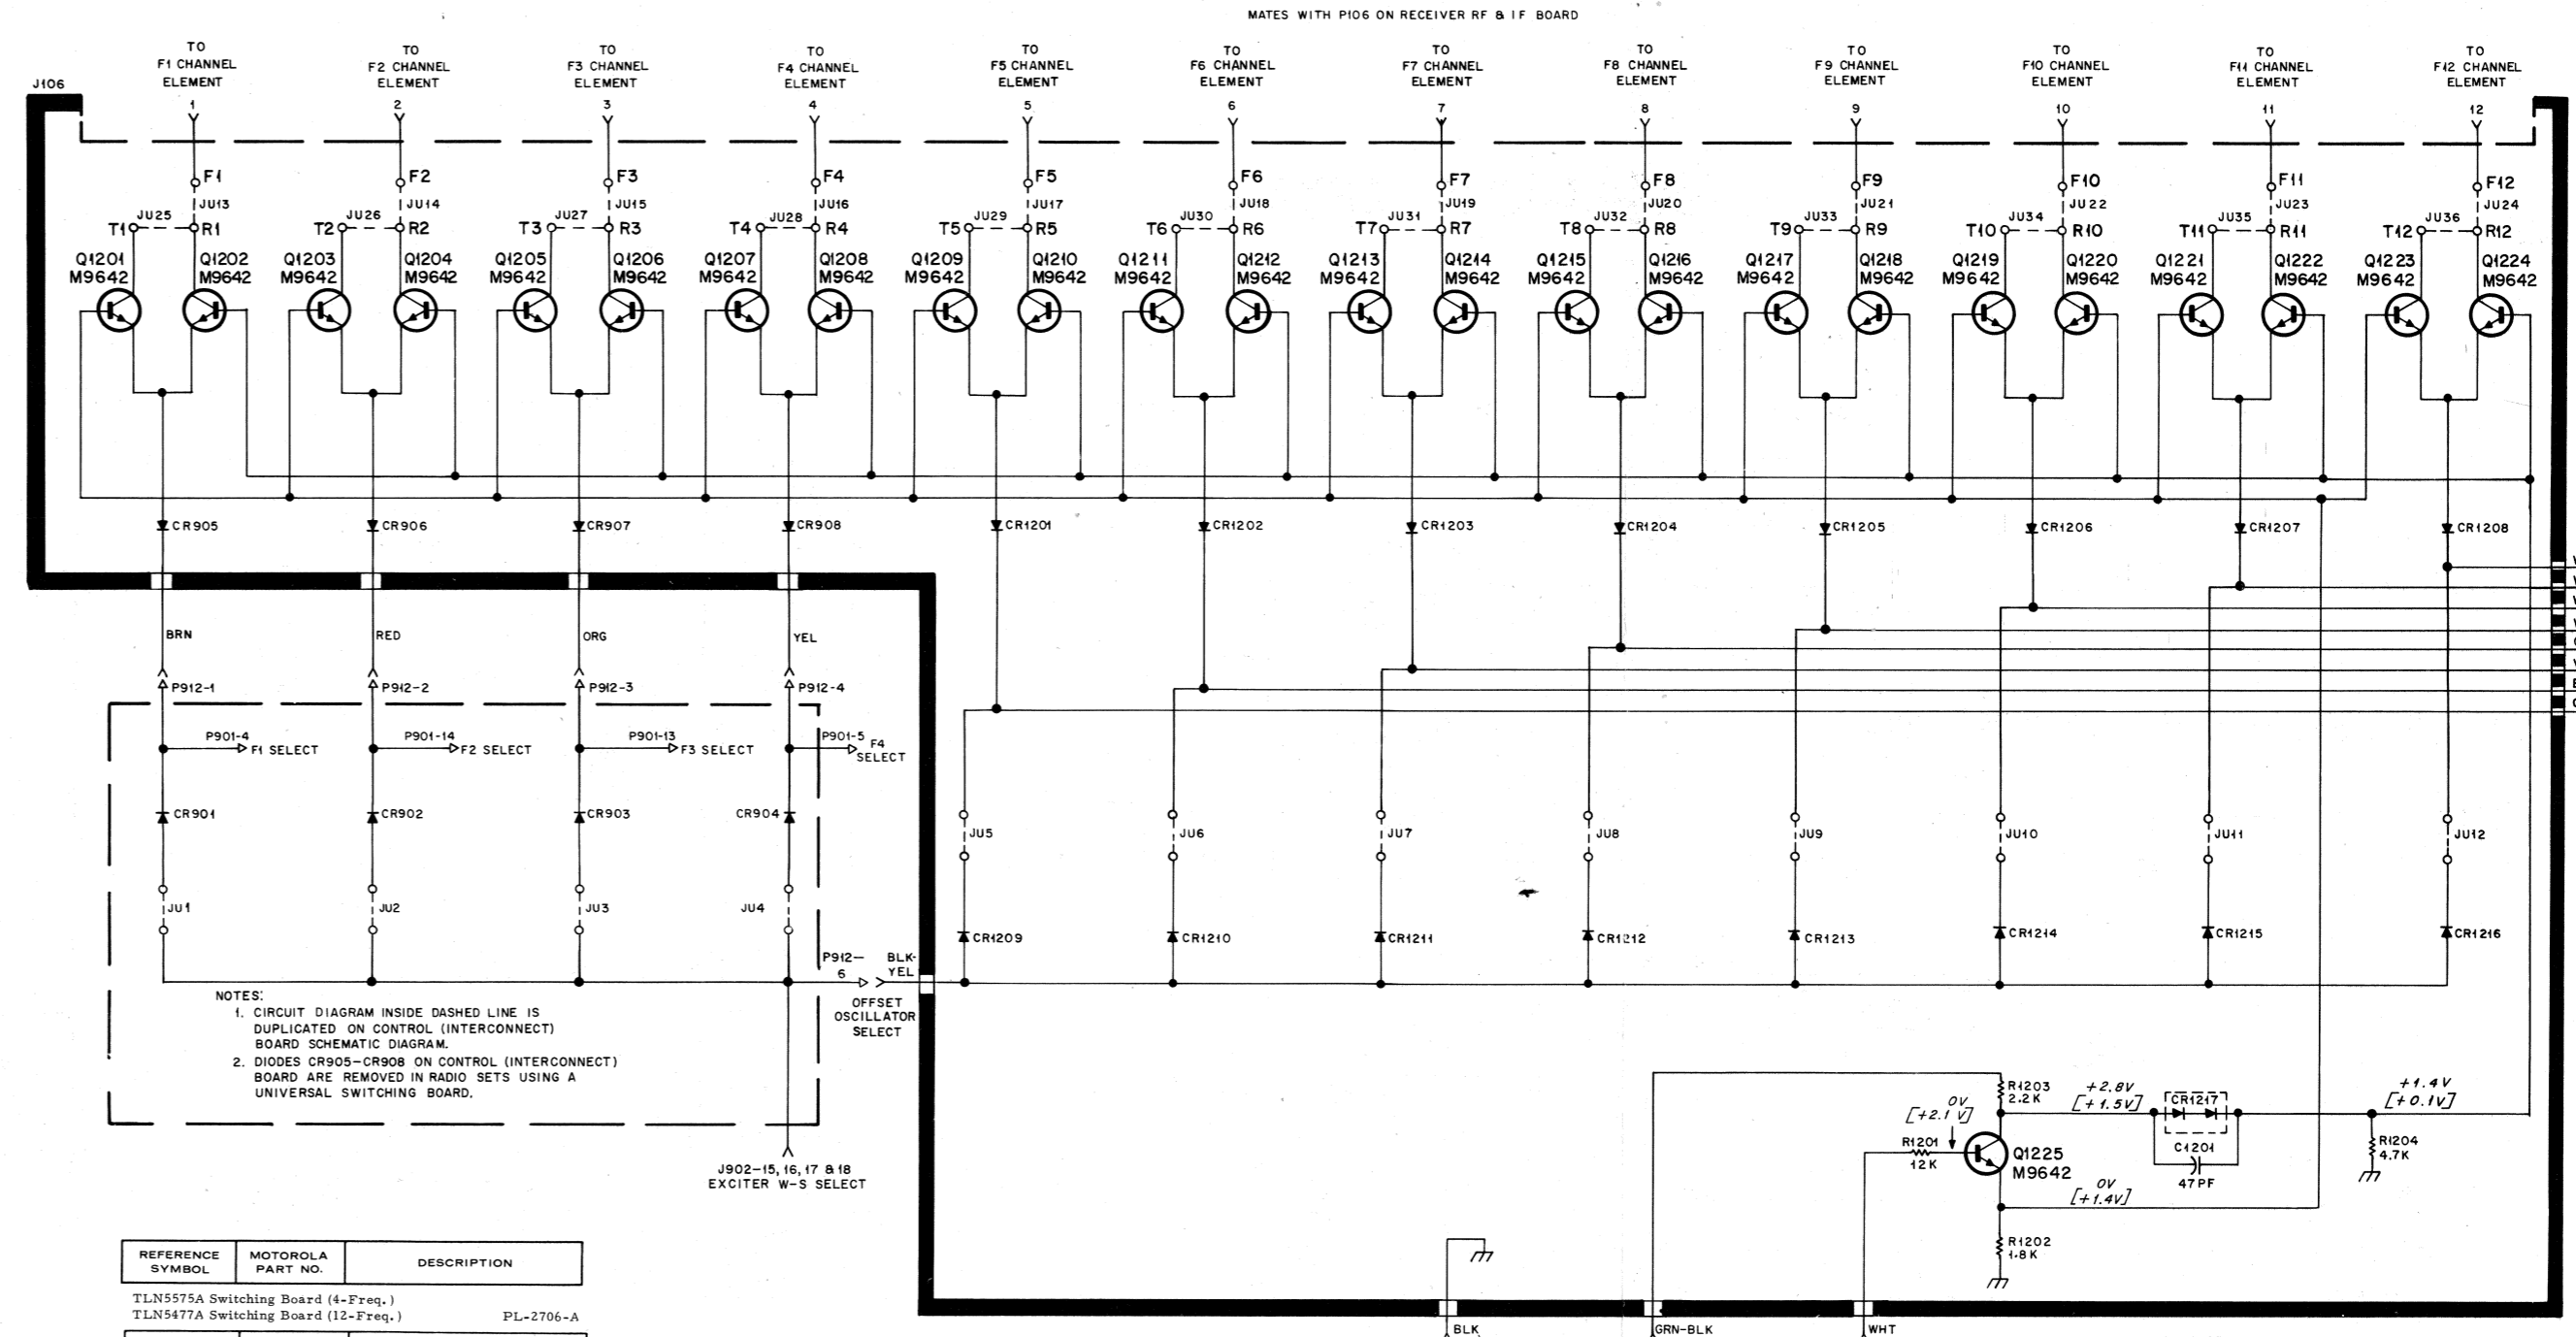 MATES WITH P106 ON RECEIVER RF & IF BOARD
J106
TO
F1 CHANNEL
ELEMENT
1
TO
F2 CHANNEL
ELEMENT
2
TO
F3 CHANNEL
ELEMENT
3
TO
F4 CHANNEL
ELEMENT
4
TO
F5 CHANNEL
ELEMENT
5
TO
F6 CHANNEL
ELEMENT
6
TO
F7 CHANNEL
ELEMENT
7
TO
F8 CHANNEL
ELEMENT
8
TO
F9 CHANNEL
ELEMENT
9
TO
F10 CHANNEL
ELEMENT
10
TO
F11 CHANNEL
ELEMENT
11
TO
F12 CHANNEL
ELEMENT
12
F1 F2 F3 F4 F5 F6 F7 F8 F9 F10 F11 F12
JU13 JU14 JU15 JU16 JU17 JU18 JU19 JU20 JU21 JU22 JU23 JU24
JU25 JU26 JU27 JU28 JU29 JU30 JU31 JU32 JU33 JU34 JU35 JU36
T1 R1 T2 R2 T3 R3 T4 R4 T5 R5 T6 R6 T7 R7 T8 R8 T9 R9 T10 R10 T11 R11 T12 R12
Q1201 Q1202 Q1203 Q1204 Q1205 Q1206 Q1207 Q1208 Q1209 Q1210 Q1211 Q1212 Q1213 Q1214 Q1215 Q1216 Q1217 Q1218 Q1219 Q1220 Q1221 Q1222 Q1223 Q1224
M9642 M9642 M9642 M9642 M9642 M9642 M9642 M9642 M9642 M9642 M9642 M9642 M9642 M9642 M9642 M9642 M9642 M9642 M9642 M9642 M9642 M9642 M9642 M9642
CR905 CR906 CR907 CR908 CR1201 CR1202 CR1203 CR1204 CR1205 CR1206 CR1207 CR1208
BRN RED ORG YEL
P912-1 P912-2 P912-3 P912-4
P901-4 P901-14 P901-13 P901-5
F1 SELECT F2 SELECT F3 SELECT F4
SELECT
CR901 CR902 CR903 CR904
JU5 JU6 JU7 JU8 JU9 JU10 JU11 JU12
JU1 JU2 JU3 JU4
CR1209 CR1210 CR1211 CR1212 CR1213 CR1214 CR1215 CR1216
P912-
6
BLK-
YEL
OFFSET
OSCILLATOR
SELECT
NOTES:
1. CIRCUIT DIAGRAM INSIDE DASHED LINE IS
DUPLICATED ON CONTROL (INTERCONNECT)
BOARD SCHEMATIC DIAGRAM.
2. DIODES CR905-CR908 ON CONTROL (INTERCONNECT)
BOARD ARE REMOVED IN RADIO SETS USING A
UNIVERSAL SWITCHING BOARD.
J902-15, 16, 17 & 18
EXCITER W-S SELECT
R1203
2.2K
+2.8V
[+1.5V]
CR1217
+1.4V
[+0.1V]
0V
[+2.1V]
R1201
12K
Q1225
M9642
C1201
47PF
R1204
4.7K
0V
[+1.4V]
R1202
1.8K
REFERENCE
SYMBOL
MOTOROLA
PART NO.
DESCRIPTION
TLN5575A Switching Board (4-Freq.)
TLN5477A Switching Board (12-Freq.) PL-2706-A
BLK GRN-BLK WHT